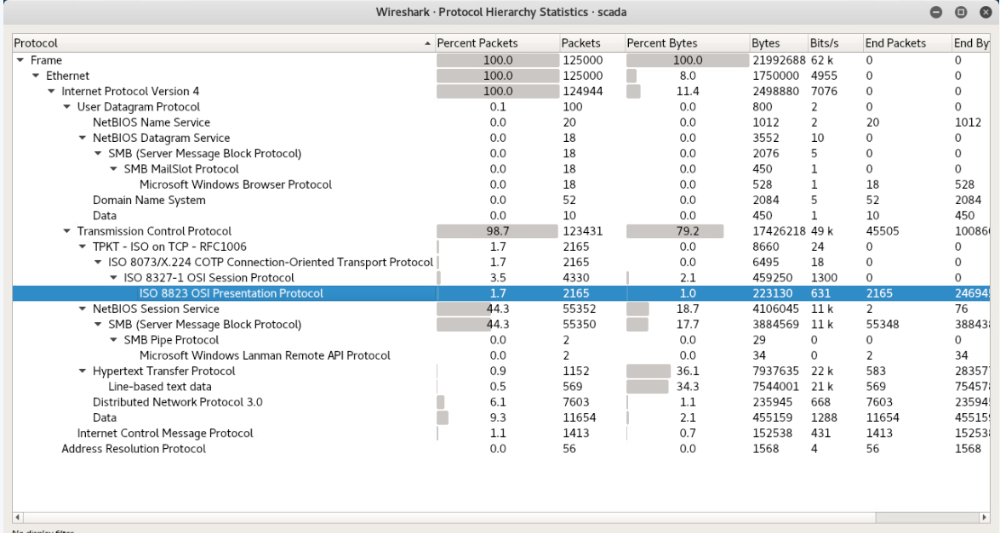 Wireshark · Protocol Hierarchy Statistics · scada
Protocol Percent Packets Packets Percent Bytes Bytes Bits/s End Packets End By
Frame 100.0 125000 100.0 21992688 62 k 0 0
Ethernet 100.0 125000 8.0 1750000 4955 0 0
Internet Protocol Version 4 100.0 124944 11.4 2498880 7076 0 0
User Datagram Protocol 0.1 100 0.0 800 2 0 0
NetBIOS Name Service 0.0 20 0.0 1012 2 20 1012
NetBIOS Datagram Service 0.0 18 0.0 3552 10 0 0
SMB (Server Message Block Protocol) 0.0 18 0.0 2076 5 0 0
SMB MailSlot Protocol 0.0 18 0.0 450 1 0 0
Microsoft Windows Browser Protocol 0.0 18 0.0 528 1 18 528
Domain Name System 0.0 52 0.0 2084 5 52 2084
Data 0.0 10 0.0 450 1 10 450
Transmission Control Protocol 98.7 123431 79.2 17426218 49 k 45505 10086
TPKT - ISO on TCP - RFC1006 1.7 2165 0.0 8660 24 0 0
ISO 8073/X.224 COTP Connection-Oriented Transport Protocol 1.7 2165 0.0 6495 18 0 0
ISO 8327-1 OSI Session Protocol 3.5 4330 2.1 459250 1300 0 0
ISO 8823 OSI Presentation Protocol 1.7 2165 1.0 223130 631 2165 24694
NetBIOS Session Service 44.3 55352 18.7 4106045 11 k 2 76
SMB (Server Message Block Protocol) 44.3 55350 17.7 3884569 11 k 55348 38843
SMB Pipe Protocol 0.0 2 0.0 29 0 0 0
Microsoft Windows Lanman Remote API Protocol 0.0 2 0.0 34 0 2 34
Hypertext Transfer Protocol 0.9 1152 36.1 7937635 22 k 583 28357
Line-based text data 0.5 569 34.3 7544001 21 k 569 75457
Distributed Network Protocol 3.0 6.1 7603 1.1 235945 668 7603 23594
Data 9.3 11654 2.1 455159 1288 11654 45515
Internet Control Message Protocol 1.1 1413 0.7 152538 431 1413 15253
Address Resolution Protocol 0.0 56 0.0 1568 4 56 1568
No display filter